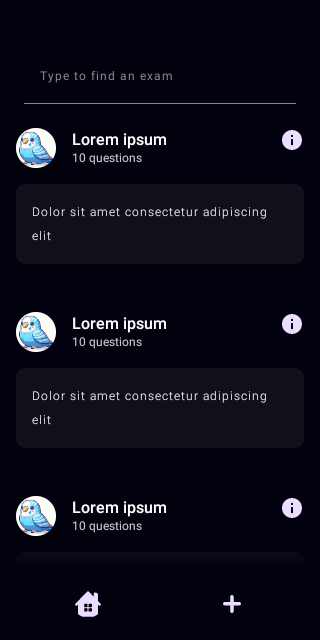 Type to find an exam
Lorem ipsum
10 questions
Dolor sit amet consectetur adipiscing
elit
Lorem ipsum
10 questions
Dolor sit amet consectetur adipiscing
elit
Lorem ipsum
10 questions